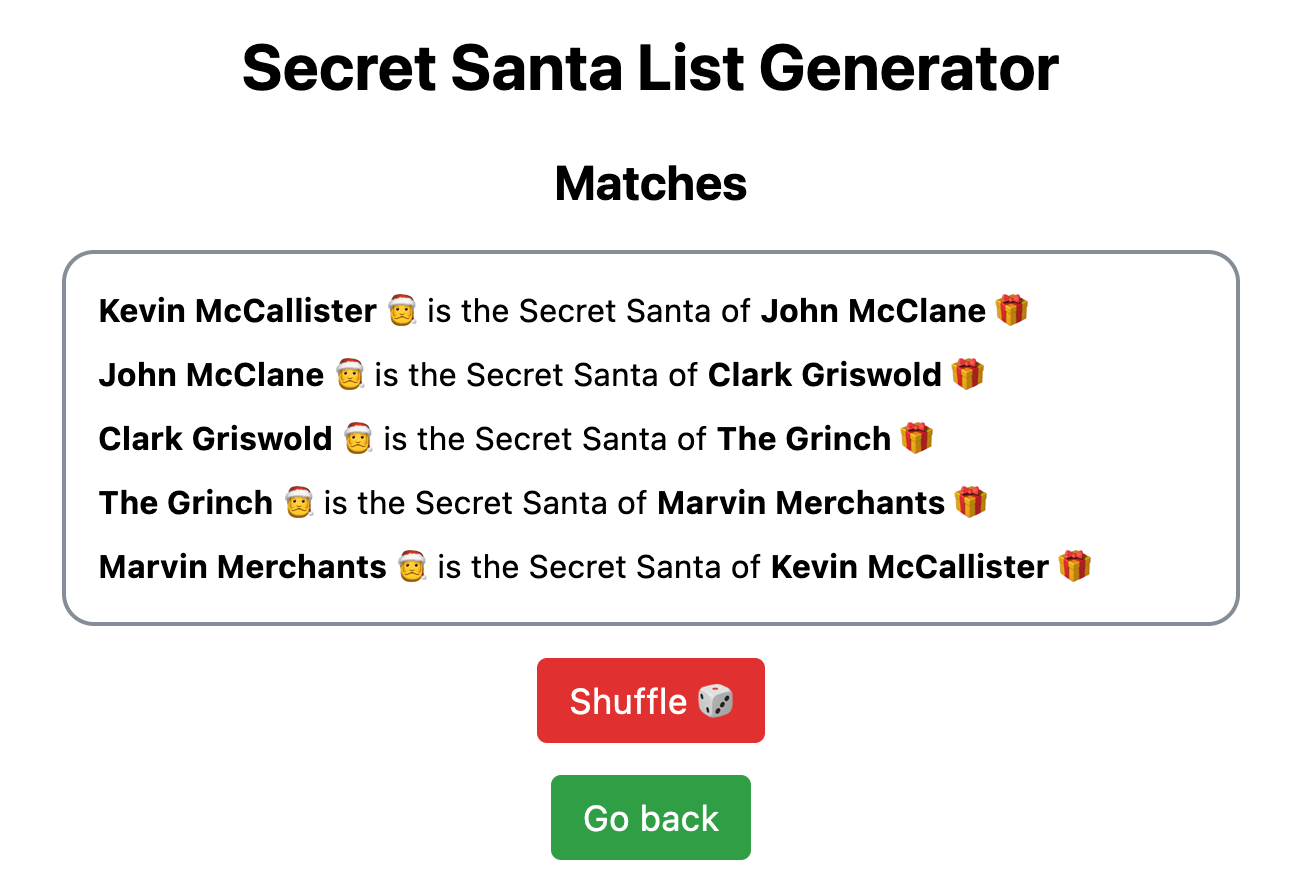 Secret Santa List Generator
Matches
Kevin McCallister 🎅 is the Secret Santa of John McClane 🎁
John McClane 🎅 is the Secret Santa of Clark Griswold 🎁
Clark Griswold 🎅 is the Secret Santa of The Grinch 🎁
The Grinch 🎅 is the Secret Santa of Marvin Merchants 🎁
Marvin Merchants 🎅 is the Secret Santa of Kevin McCallister 🎁
Shuffle 🎲
Go back